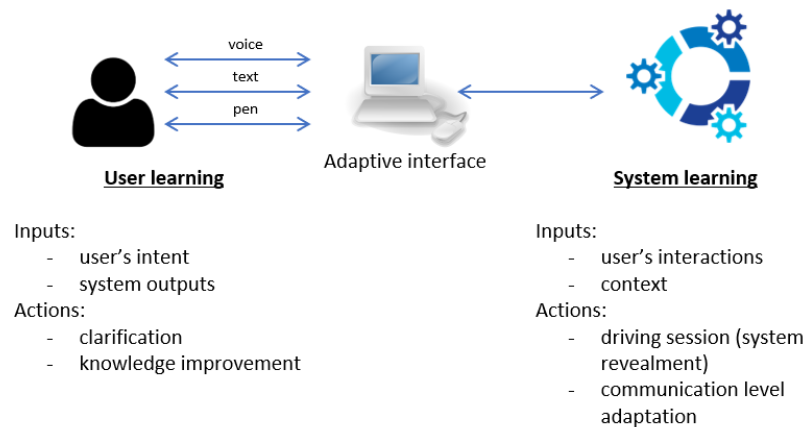 voice
text
pen
Adaptive interface
User learning
System learning
Inputs:
- user's intent
- system outputs
Actions:
- clarification
- knowledge improvement
Inputs:
- user's interactions
- context
Actions:
- driving session (system
revealment)
- communication level
adaptation